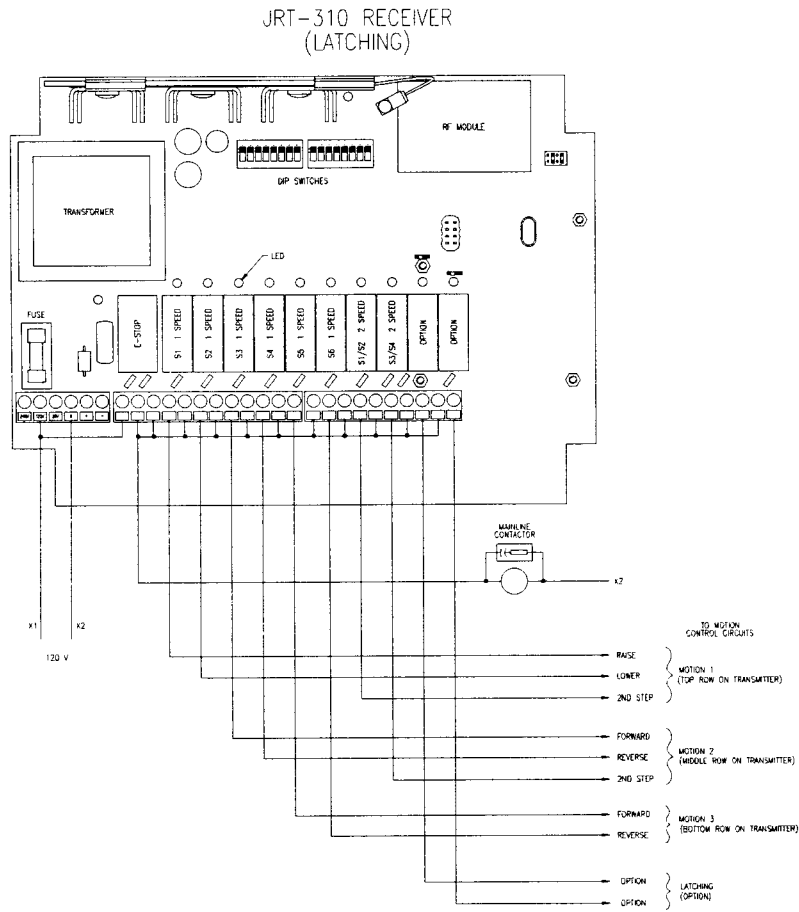 JRT-310 RECEIVER
(LATCHING)
RF MODULE
DIP SWITCHES
TRANSFORMER
LED
FUSE
E-STOP
S1 1 SPEED
S2 1 SPEED
S3 1 SPEED
S4 1 SPEED
S5 1 SPEED
S6 1 SPEED
S1/S2 2 SPEED
S3/S4 2 SPEED
OPTION
OPTION
MAINLINE
CONTACTOR
X2
X1
X2
120 V
TO MOTION
CONTROL CIRCUITS
RAISE
LOWER
2ND STEP
MOTION 1
(TOP ROW ON TRANSMITTER)
FORWARD
REVERSE
2ND STEP
MOTION 2
(MIDDLE ROW ON TRANSMITTER)
FORWARD
REVERSE
MOTION 3
(BOTTOM ROW ON TRANSMITTER)
OPTION
OPTION
LATCHING
(OPTION)